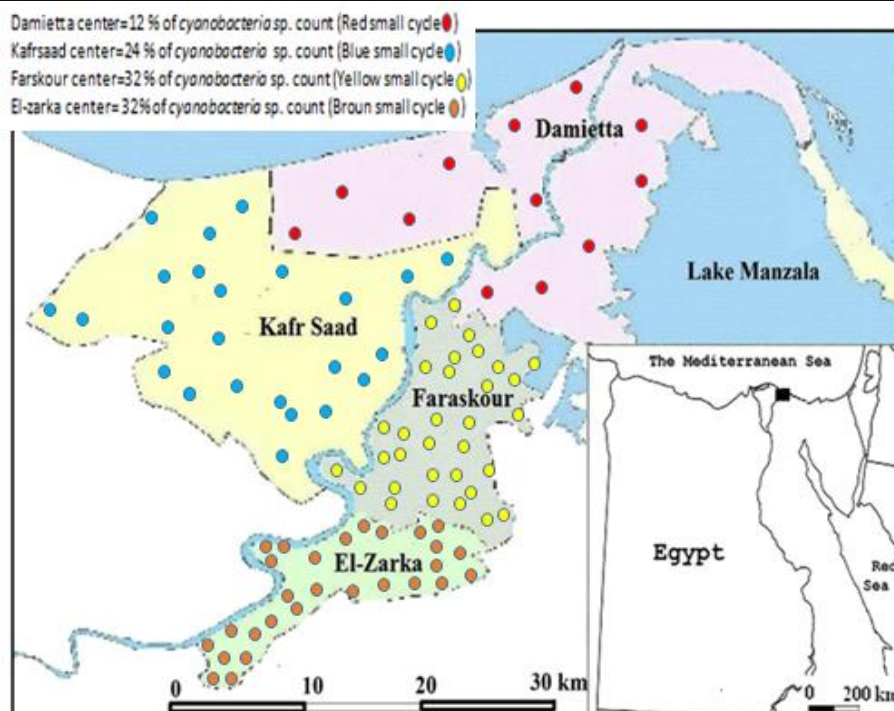 Damietta center=12 % of cyanobacteria sp. count (Red small cycle )
Kafrsaad center=24 % of cyanobacteria sp. count (Blue small cycle )
Farskour center=32% of cyanobacteria sp. count (Yellow small cycle )
El-zarka center= 32% of cyanobacteria sp. count (Broun small cycle )
Damietta
Lake Manzala
Kafr Saad
The Mediterranean Sea
Faraskour
Egypt
El-Zarka
Red
Sea
0 10 20 30 km
0 200 km